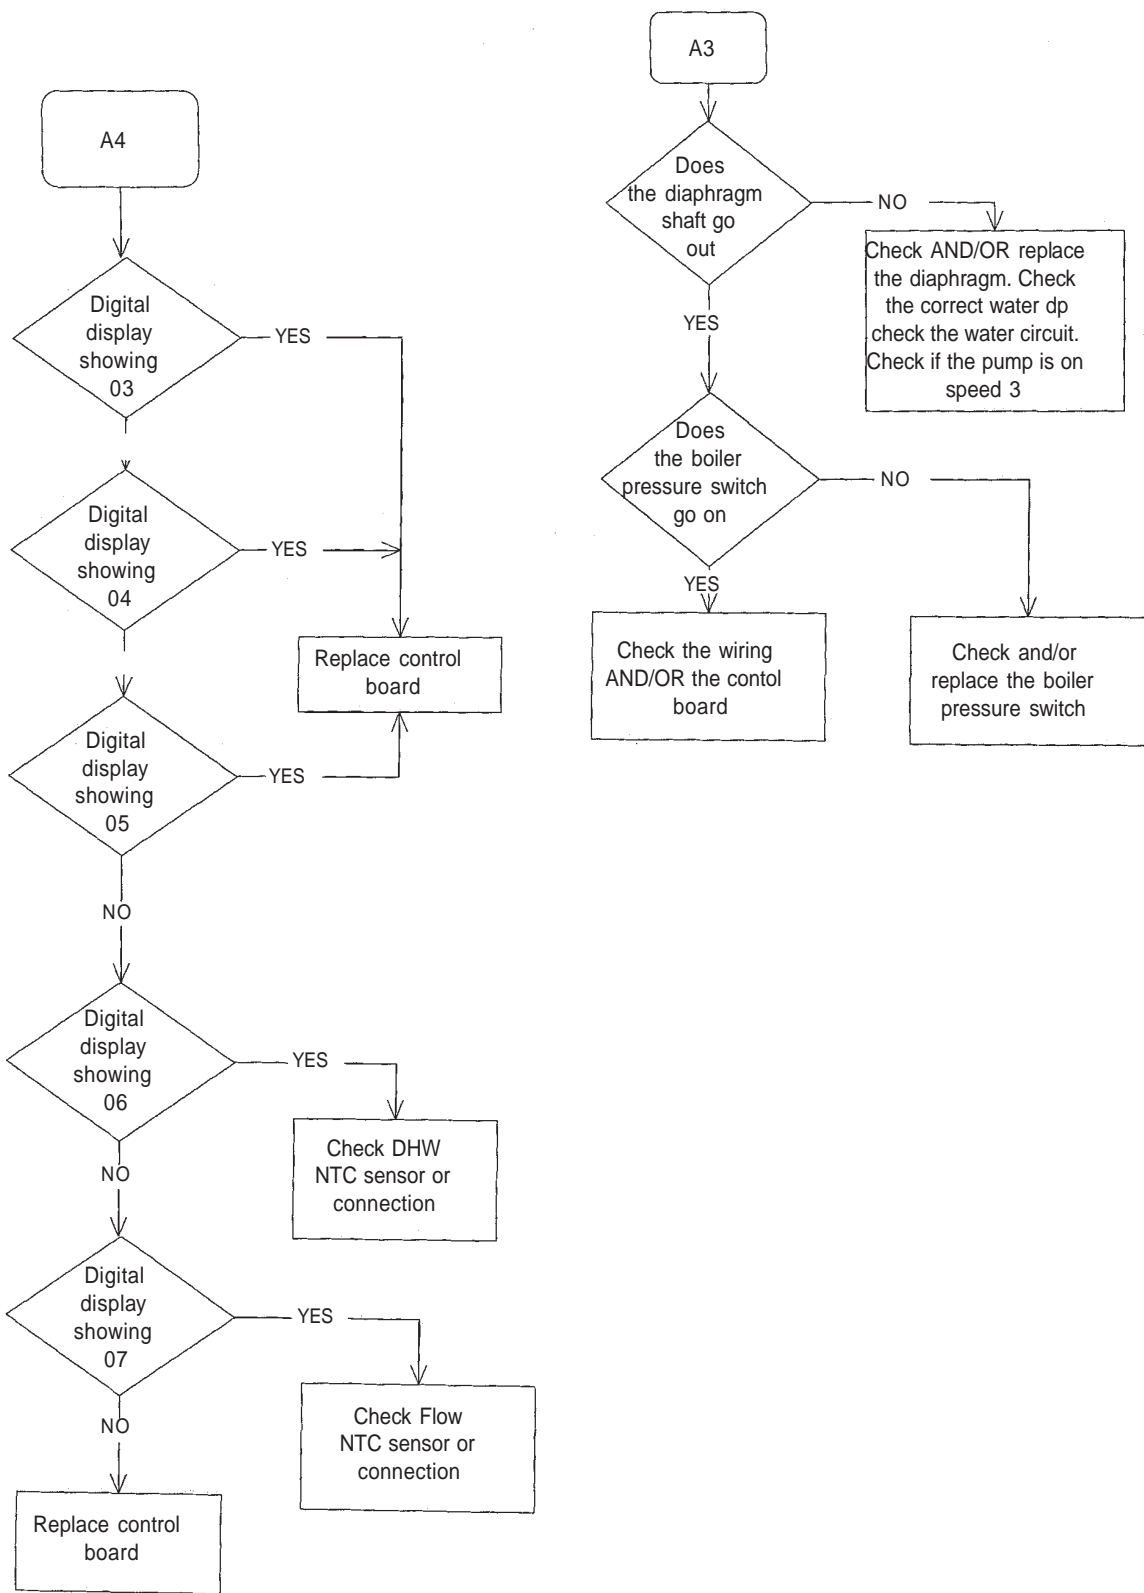 A4
Digital
display
showing
03
YES
Digital
display
showing
04
YES
Replace control
board
Digital
display
showing
05
YES
NO
Digital
display
showing
06
YES
Check DHW
NTC sensor or
connection
NO
Digital
display
showing
07
YES
Check Flow
NTC sensor or
connection
NO
Replace control
board
A3
Does
the diaphragm
shaft go
out
NO
Check AND/OR replace
the diaphragm. Check
the correct water dp
check the water circuit.
Check if the pump is on
speed 3
YES
Does
the boiler
pressure switch
go on
NO
YES
Check the wiring
AND/OR the contol
board
Check and/or
replace the boiler
pressure switch